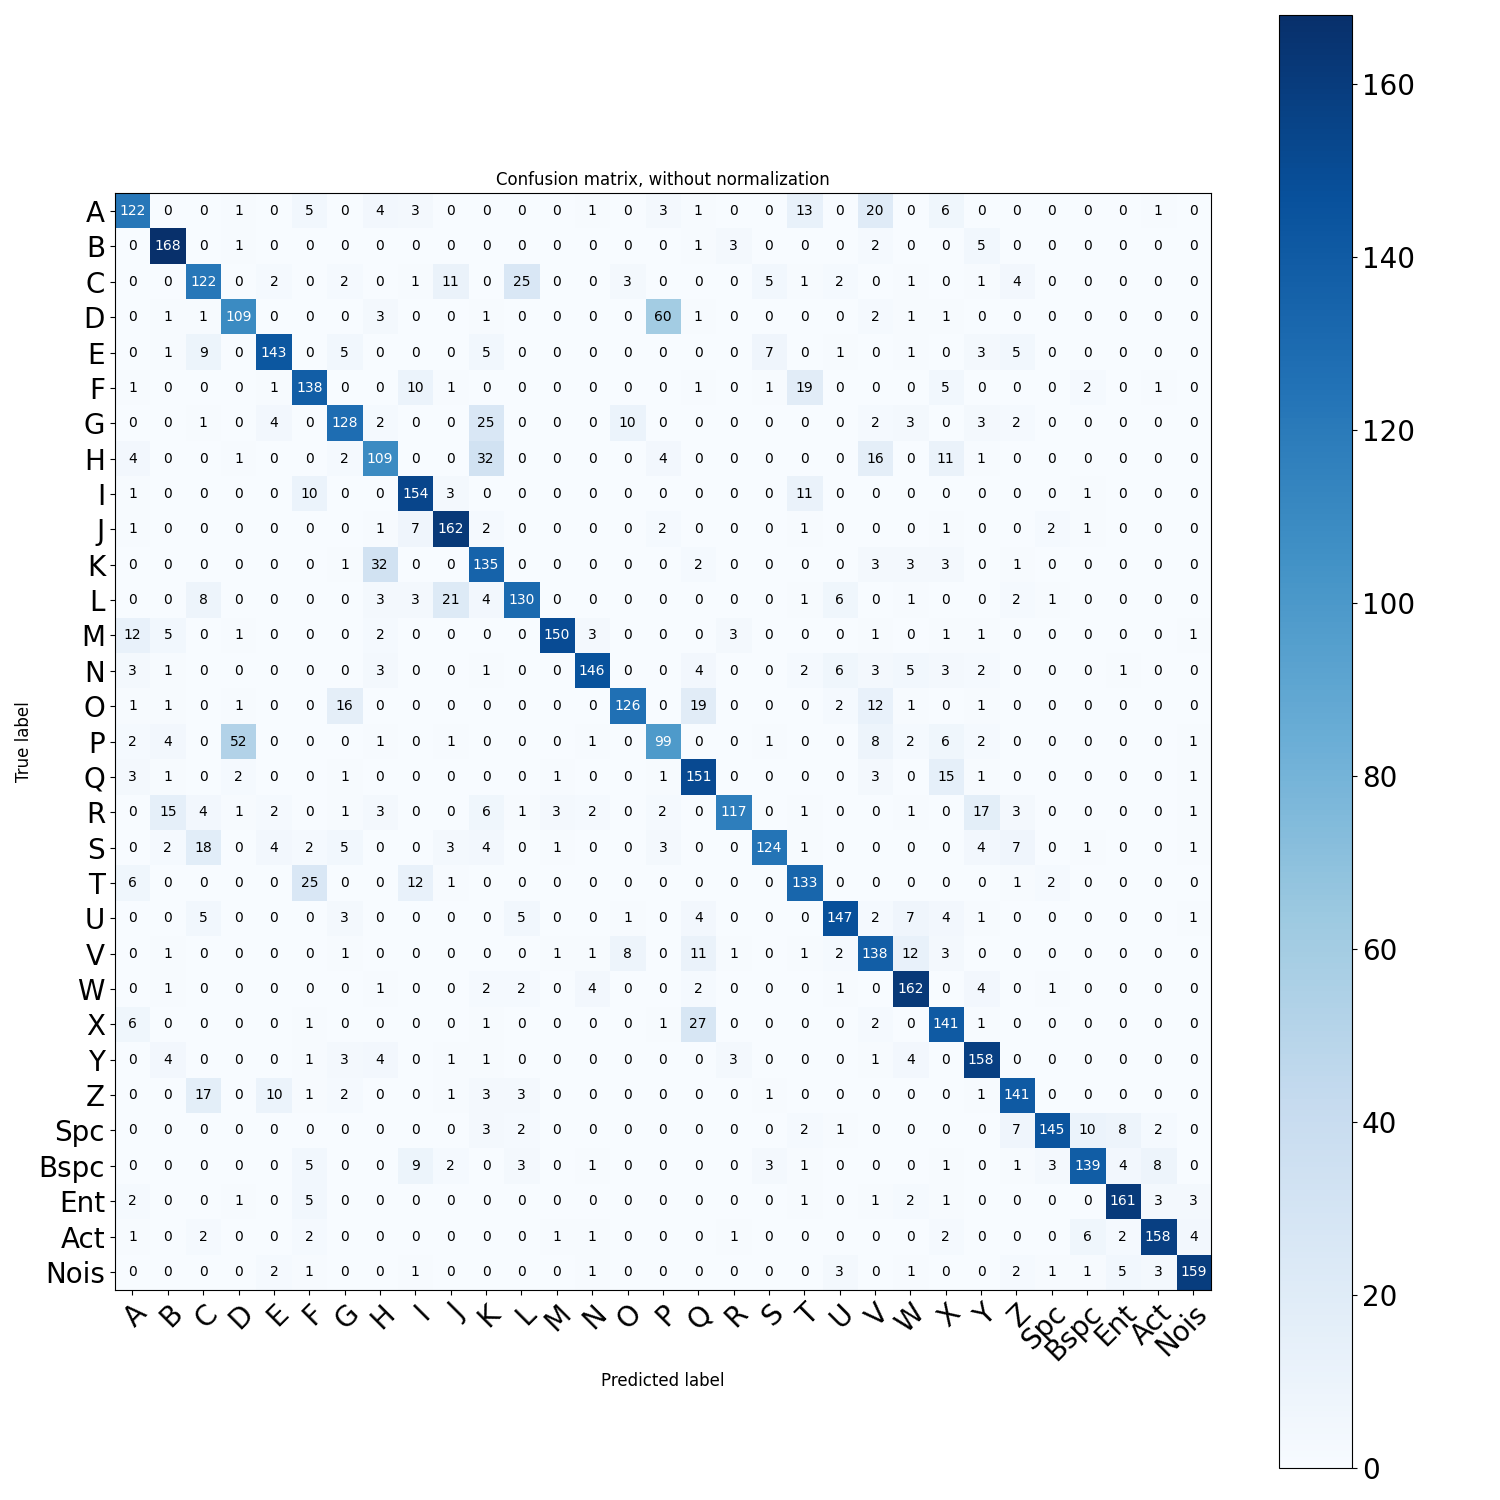 Confusion matrix, without normalization
A 122 0 0 1 0 5 0 4 3 0 0 0 0 1 0 3 1 0 0 13 0 20 0 6 0 0 0 0 0 1 0
B 0 168 0 1 0 0 0 0 0 0 0 0 0 0 0 0 1 3 0 0 0 2 0 0 5 0 0 0 0 0 0
C 0 0 122 0 2 0 2 0 1 11 0 25 0 0 3 0 0 0 5 1 2 0 1 0 1 4 0 0 0 0 0
D 0 1 1 109 0 0 0 3 0 0 1 0 0 0 0 60 1 0 0 0 0 2 1 1 0 0 0 0 0 0 0
E 0 1 9 0 143 0 5 0 0 0 5 0 0 0 0 0 0 0 7 0 1 0 1 0 3 5 0 0 0 0 0
F 1 0 0 0 1 138 0 0 10 1 0 0 0 0 0 0 1 0 1 19 0 0 0 5 0 0 0 2 0 1 0
G 0 0 1 0 4 0 128 2 0 0 25 0 0 0 10 0 0 0 0 0 0 2 3 0 3 2 0 0 0 0 0
H 4 0 0 1 0 0 2 109 0 0 32 0 0 0 0 4 0 0 0 0 0 16 0 11 1 0 0 0 0 0 0
I 1 0 0 0 0 10 0 0 154 3 0 0 0 0 0 0 0 0 0 11 0 0 0 0 0 0 0 1 0 0 0
J 1 0 0 0 0 0 0 1 7 162 2 0 0 0 0 2 0 0 0 1 0 0 0 1 0 0 2 1 0 0 0
K 0 0 0 0 0 0 1 32 0 0 135 0 0 0 0 0 2 0 0 0 0 3 3 3 0 1 0 0 0 0 0
L 0 0 8 0 0 0 0 3 3 21 4 130 0 0 0 0 0 0 0 1 6 0 1 0 0 2 1 0 0 0 0
M 12 5 0 1 0 0 0 2 0 0 0 0 150 3 0 0 0 3 0 0 0 1 0 1 1 0 0 0 0 0 1
N 3 1 0 0 0 0 0 3 0 0 1 0 0 146 0 0 4 0 0 2 6 3 5 3 2 0 0 0 1 0 0
O 1 1 0 1 0 0 16 0 0 0 0 0 0 0 126 0 19 0 0 0 2 12 1 0 1 0 0 0 0 0 0
P 2 4 0 52 0 0 0 1 0 1 0 0 0 1 0 99 0 0 1 0 0 8 2 6 2 0 0 0 0 0 1
Q 3 1 0 2 0 0 1 0 0 0 0 0 1 0 0 1 151 0 0 0 0 3 0 15 1 0 0 0 0 0 1
R 0 15 4 1 2 0 1 3 0 0 6 1 3 2 0 2 0 117 0 1 0 0 1 0 17 3 0 0 0 0 1
S 0 2 18 0 4 2 5 0 0 3 4 0 1 0 0 3 0 0 124 1 0 0 0 0 4 7 0 1 0 0 1
T 6 0 0 0 0 25 0 0 12 1 0 0 0 0 0 0 0 0 0 133 0 0 0 0 0 1 2 0 0 0 0
U 0 0 5 0 0 0 3 0 0 0 0 5 0 0 1 0 4 0 0 0 147 2 7 4 1 0 0 0 0 0 1
V 0 1 0 0 0 0 1 0 0 0 0 0 1 1 8 0 11 1 0 1 2 138 12 3 0 0 0 0 0 0 0
W 0 1 0 0 0 0 0 1 0 0 2 2 0 4 0 0 2 0 0 0 1 0 162 0 4 0 1 0 0 0 0
X 6 0 0 0 0 1 0 0 0 0 1 0 0 0 0 1 27 0 0 0 0 2 0 141 1 0 0 0 0 0 0
Y 0 4 0 0 0 1 3 4 0 1 1 0 0 0 0 0 0 3 0 0 0 1 4 0 158 0 0 0 0 0 0
Z 0 0 17 0 10 1 2 0 0 1 3 3 0 0 0 0 0 0 1 0 0 0 0 0 1 141 0 0 0 0 0
Spc 0 0 0 0 0 0 0 0 0 0 3 2 0 0 0 0 0 0 0 2 1 0 0 0 0 7 145 10 8 2 0
Bspc 0 0 0 0 0 5 0 0 9 2 0 3 0 1 0 0 0 0 3 1 0 0 0 1 0 1 3 139 4 8 0
Ent 2 0 0 1 0 5 0 0 0 0 0 0 0 0 0 0 0 0 0 1 0 1 2 1 0 0 0 0 161 3 3
Act 1 0 2 0 0 2 0 0 0 0 0 0 1 1 0 0 0 1 0 0 0 0 0 2 0 0 0 6 2 158 4
Nois 0 0 0 0 2 1 0 0 1 0 0 0 0 1 0 0 0 0 0 0 3 0 1 0 0 2 1 1 5 3 159
A B C D E F G H I J K L M N O P Q R S T U V W X Y Z Spc Bspc Ent Act Nois
Predicted label
True label
160
140
120
100
80
60
40
20
0